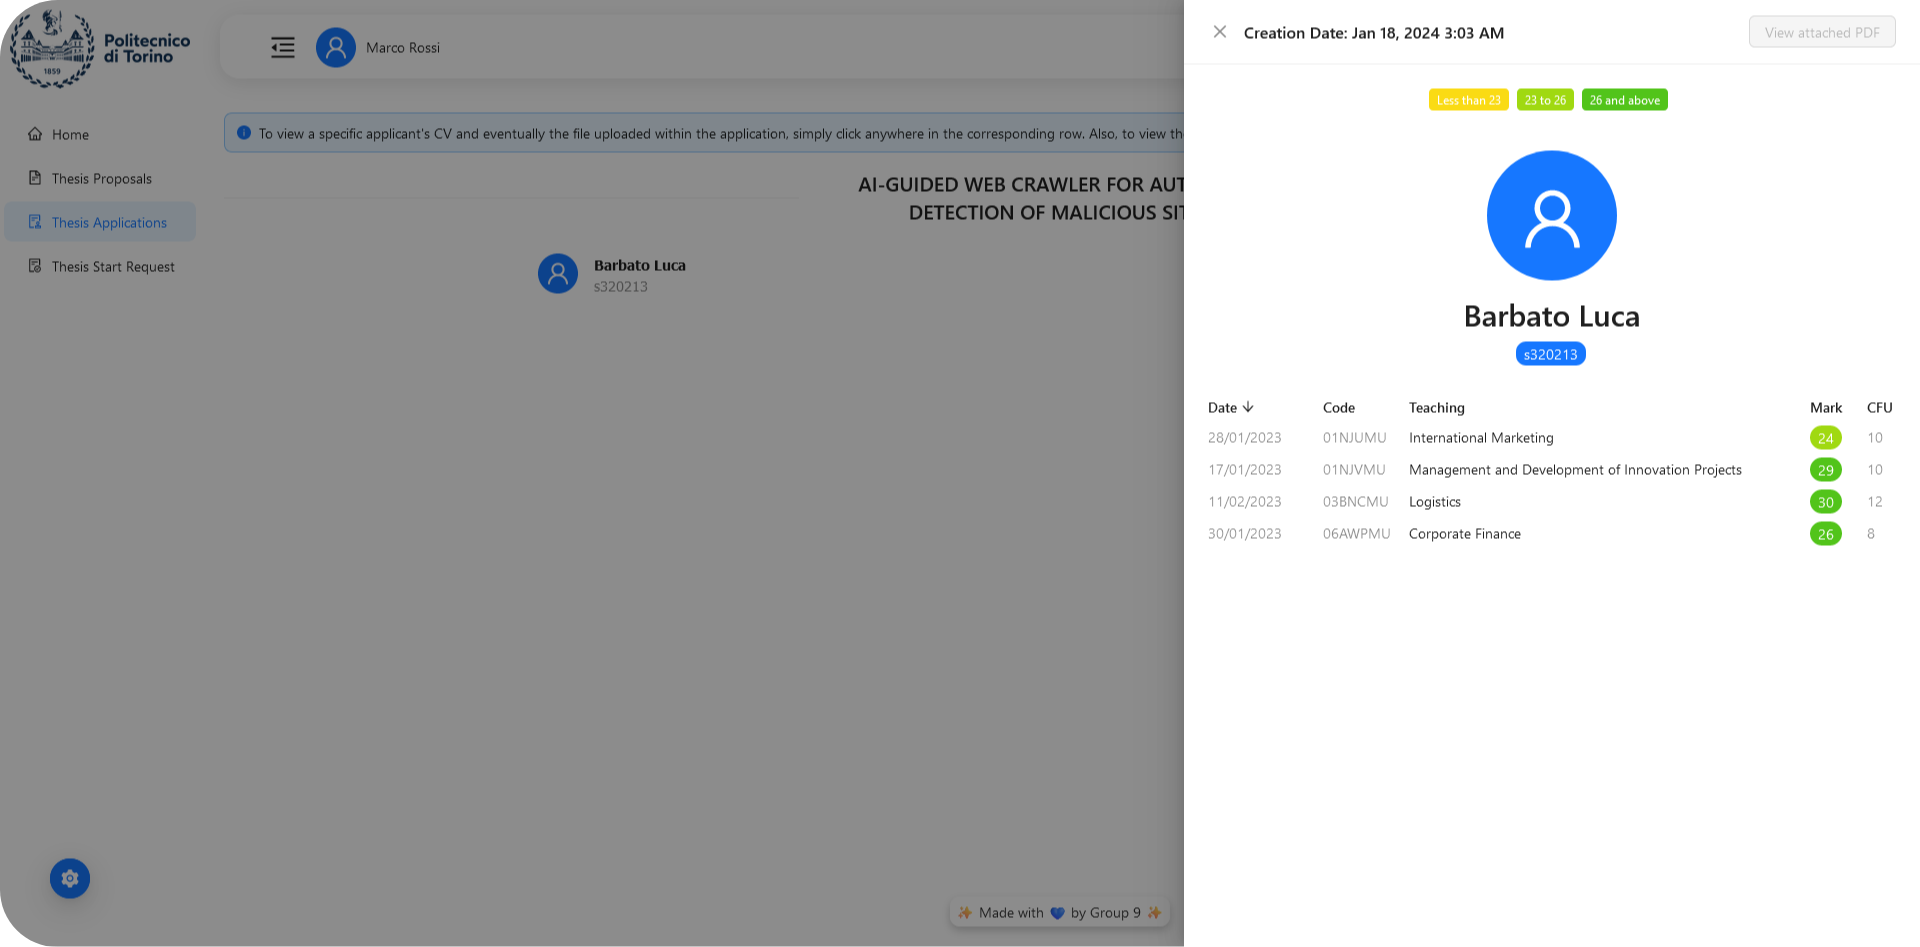 Politecnico
di Torino
1859
Marco Rossi
Home
Thesis Proposals
Thesis Applications
Thesis Start Request
To view a specific applicant's CV and eventually the file uploaded within the application, simply click anywhere in the corresponding row. Also, to view the
AI-GUIDED WEB CRAWLER FOR AUT
DETECTION OF MALICIOUS SIT
Barbato Luca
s320213
Made with by Group 9
Creation Date: Jan 18, 2024 3:03 AM
View attached PDF
Less than 23 23 to 26 26 and above
Barbato Luca
s320213
Date Code Teaching Mark CFU
28/01/2023 01NJUMU International Marketing 24 10
17/01/2023 01NJVMU Management and Development of Innovation Projects 29 10
11/02/2023 03BNCMU Logistics 30 12
30/01/2023 06AWPMU Corporate Finance 26 8